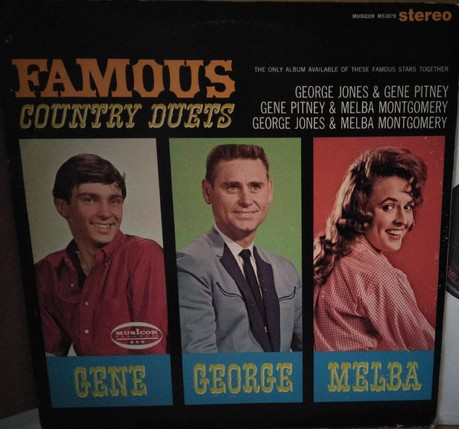 MUSICOR MS3079 stereo
FAMOUS
COUNTRY DUETS
THE ONLY ALBUM AVAILABLE OF THESE FAMOUS STARS TOGETHER
GEORGE JONES & GENE PITNEY
GENE PITNEY & MELBA MONTGOMERY
GEORGE JONES & MELBA MONTGOMERY
MUSICOR
GENE
GEORGE
MELBA